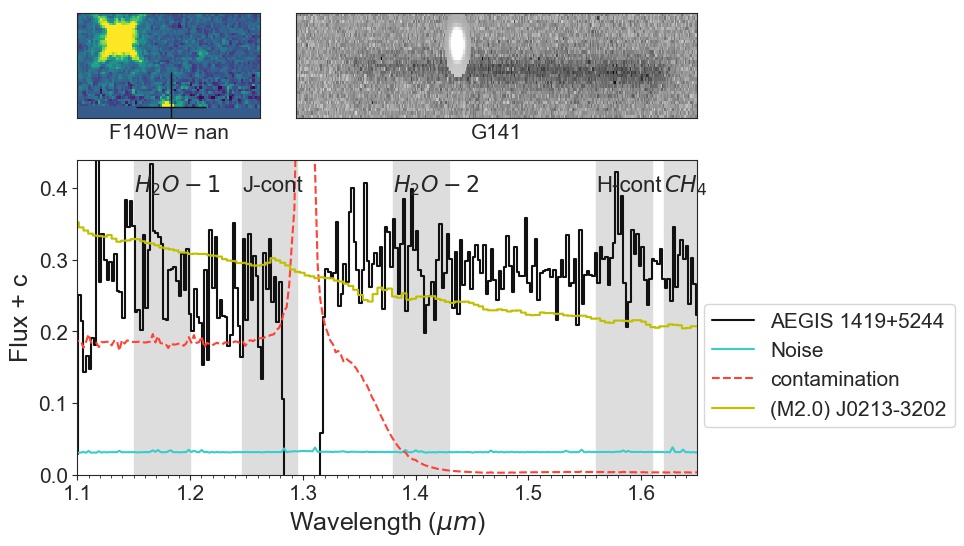 F140W= nan
G141
H₂O − 1
J-cont
H₂O − 2
H-cont
CH₄
0.4
0.3
0.2
0.1
0.0
Flux + c
1.1
1.2
1.3
1.4
1.5
1.6
Wavelength (μm)
AEGIS 1419+5244
Noise
contamination
(M2.0) J0213-3202